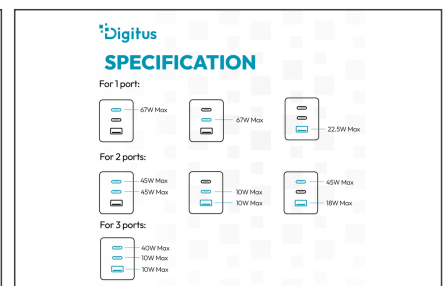 Digitus
SPECIFICATION
For 1 port:
67W Max
67W Max
22.5W Max
For 2 ports:
45W Max
45W Max
10W Max
10W Max
45W Max
18W Max
For 3 ports:
40W Max
10W Max
10W Max